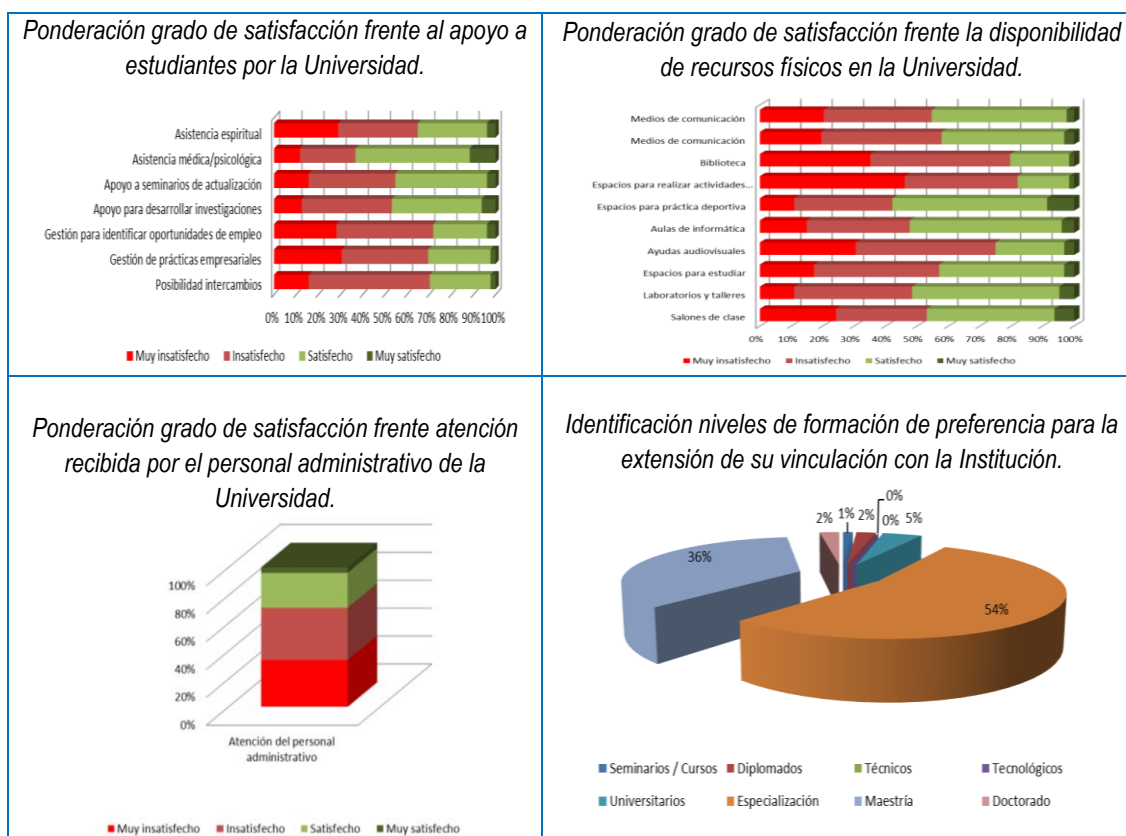 Ponderación grado de satisfacción frente al apoyo a
estudiantes por la Universidad.
Asistencia espiritual
Asistencia médica/psicológica
Apoyo a seminarios de actualización
Apoyo para desarrollar investigaciones
Gestión para identificar oportunidades de empleo
Gestión de prácticas empresariales
Posibilidad intercambios
0% 10% 20% 30% 40% 50% 60% 70% 80% 90% 100%
Muy insatisfecho Insatisfecho Satisfecho Muy satisfecho
Ponderación grado de satisfacción frente la disponibilidad
de recursos físicos en la Universidad.
Medios de comunicación
Medios de comunicación
Biblioteca
Espacios para realizar actividades...
Espacios para práctica deportiva
Aulas de informática
Ayudas audiovisuales
Espacios para estudiar
Laboratorios y talleres
Salones de clase
0% 10% 20% 30% 40% 50% 60% 70% 80% 90% 100%
Muy insatisfecho Insatisfecho Satisfecho Muy satisfecho
Ponderación grado de satisfacción frente atención
recibida por el personal administrativo de la
Universidad.
100%
80%
60%
40%
20%
0%
Atención del personal
administrativo
Muy insatisfecho Insatisfecho Satisfecho Muy satisfecho
Identificación niveles de formación de preferencia para la
extensión de su vinculación con la Institución.
0%
2% 1% 2% 0% 5%
36%
54%
Seminarios / Cursos Diplomados Técnicos Tecnológicos
Universitarios Especialización Maestría Doctorado